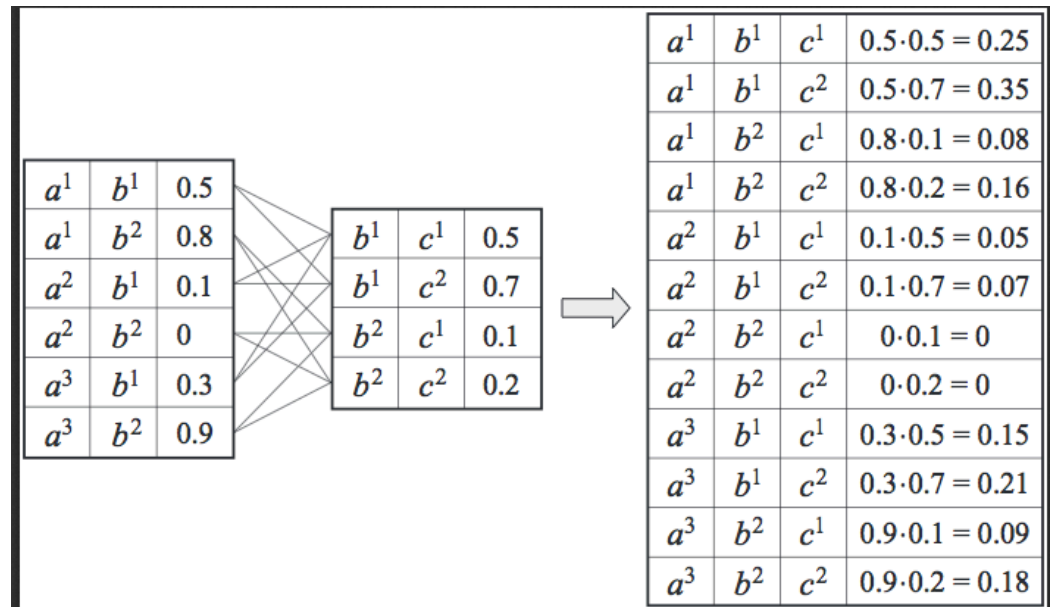 a¹ b¹ 0.5
a¹ b² 0.8
a² b¹ 0.1
a² b² 0
a³ b¹ 0.3
a³ b² 0.9
b¹ c¹ 0.5
b¹ c² 0.7
b² c¹ 0.1
b² c² 0.2
a¹ b¹ c¹ 0.5·0.5 = 0.25
a¹ b¹ c² 0.5·0.7 = 0.35
a¹ b² c¹ 0.8·0.1 = 0.08
a¹ b² c² 0.8·0.2 = 0.16
a² b¹ c¹ 0.1·0.5 = 0.05
a² b¹ c² 0.1·0.7 = 0.07
a² b² c¹ 0·0.1 = 0
a² b² c² 0·0.2 = 0
a³ b¹ c¹ 0.3·0.5 = 0.15
a³ b¹ c² 0.3·0.7 = 0.21
a³ b² c¹ 0.9·0.1 = 0.09
a³ b² c² 0.9·0.2 = 0.18